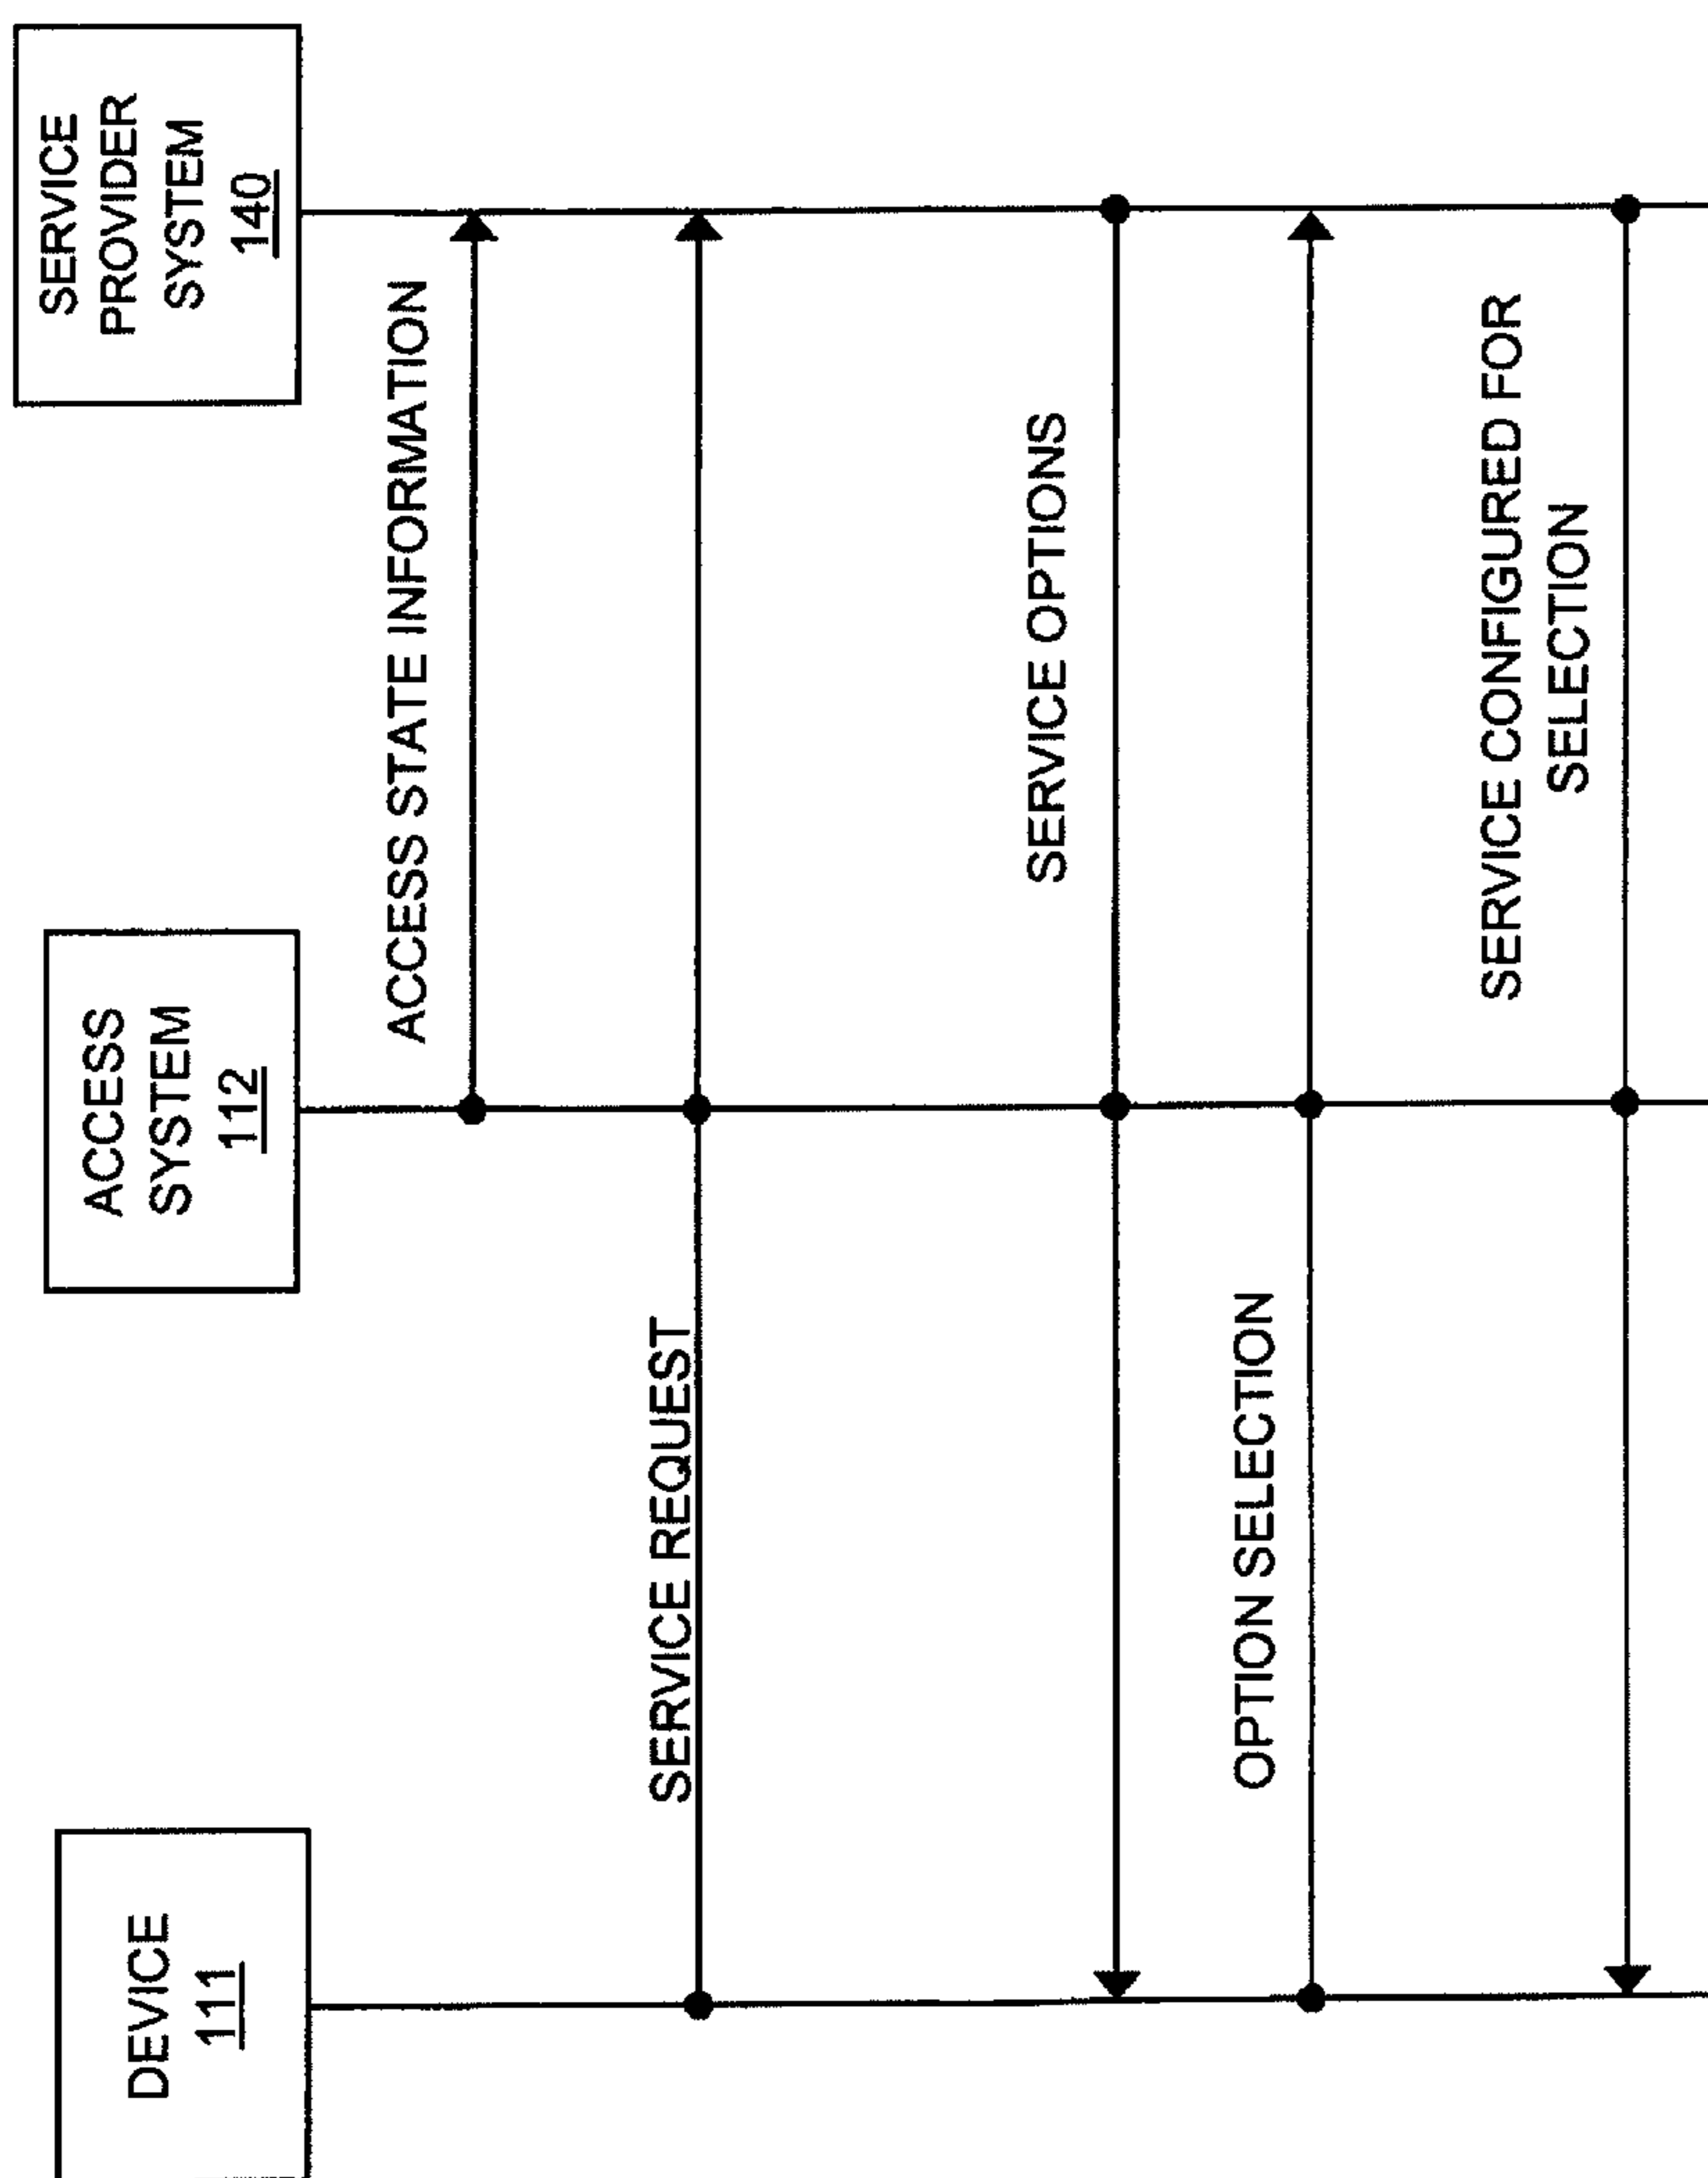 DEVICE
111
ACCESS
SYSTEM
112
SERVICE
PROVIDER
SYSTEM
140
ACCESS STATE INFORMATION
SERVICE REQUEST
SERVICE OPTIONS
OPTION SELECTION
SERVICE CONFIGURED FOR
SELECTION